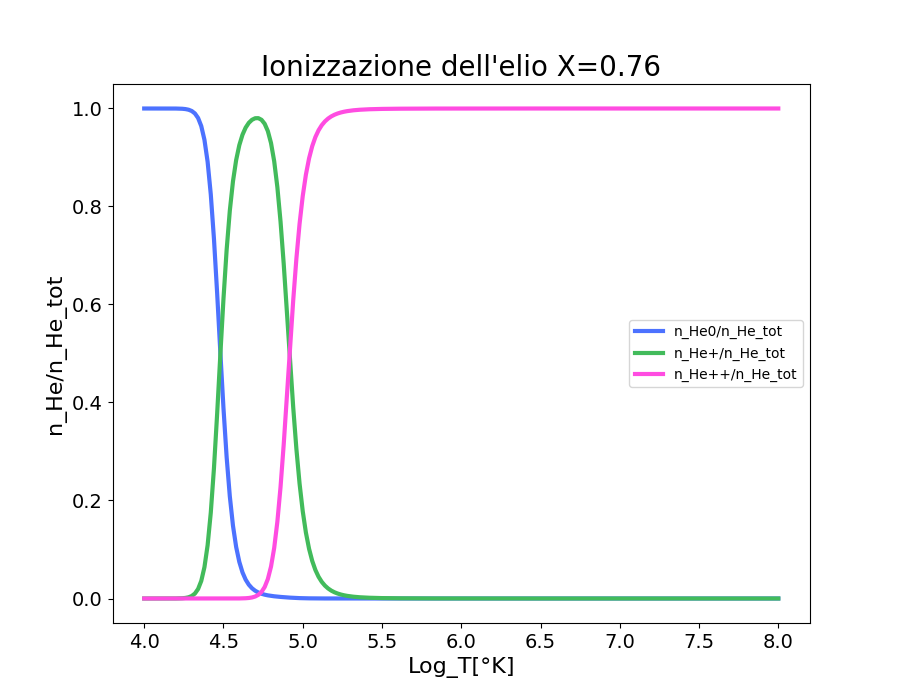 Ionizzazione dell'elio X=0.76
n_He/n_He_tot
1.0
0.8
0.6
0.4
0.2
0.0
n_He0/n_He_tot
n_He+/n_He_tot
n_He++/n_He_tot
4.0 4.5 5.0 5.5 6.0 6.5 7.0 7.5 8.0
Log_T[°K]